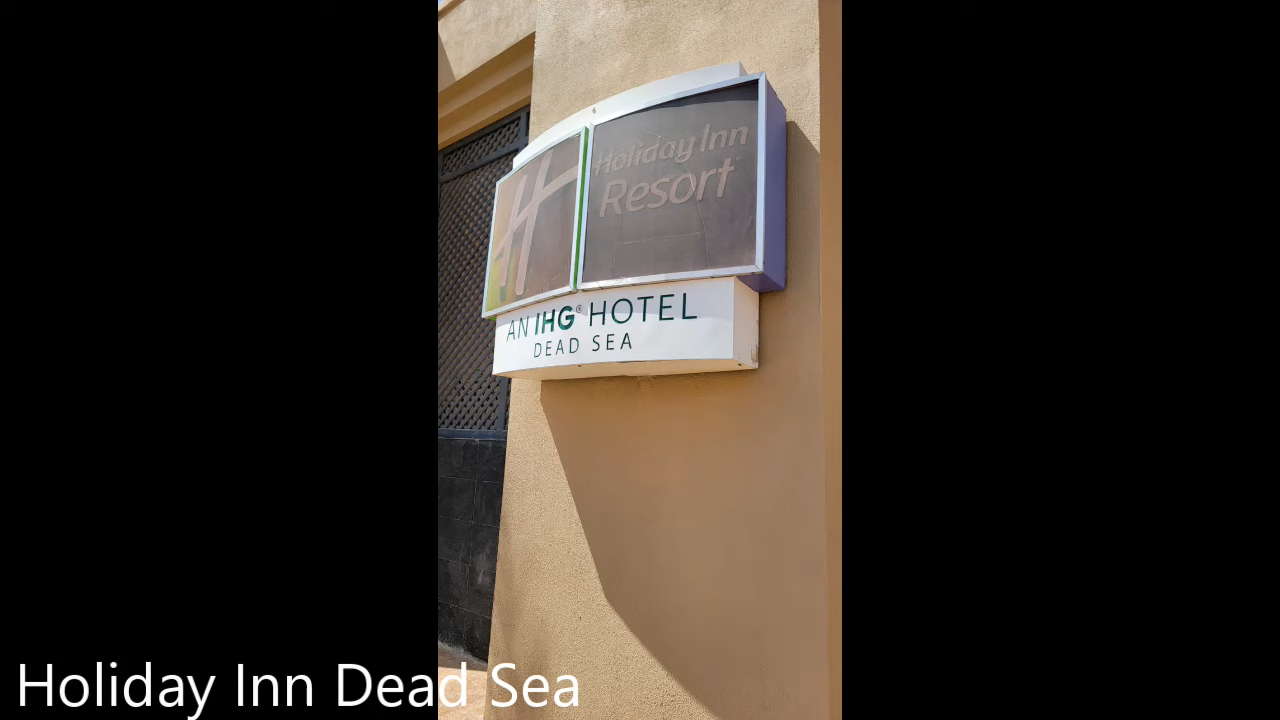 Holiday Inn
Resort
AN IHG® HOTEL
DEAD SEA
Holiday Inn Dead Sea